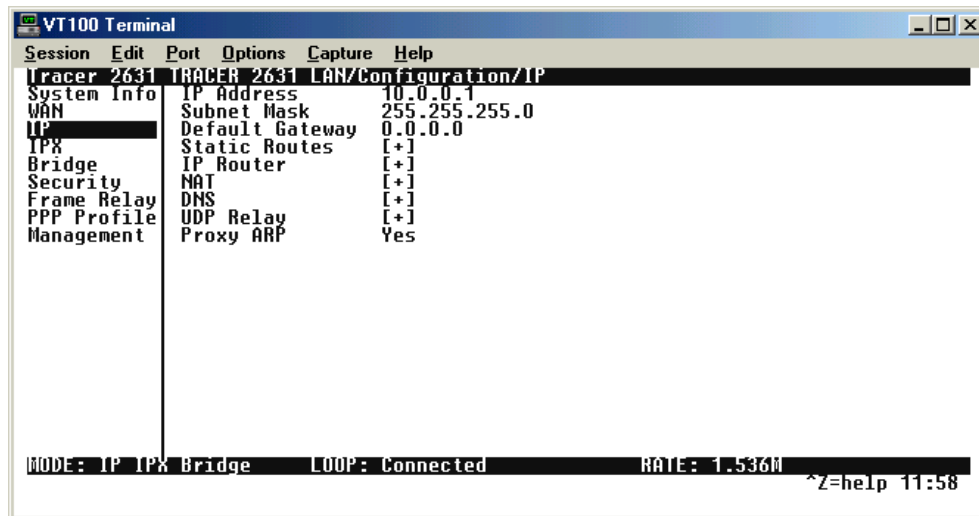 VT100 Terminal
Session Edit Port Options Capture Help
Tracer 2631 TRACER 2631 LAN/Configuration/IP
System Info IP Address 10.0.0.1
WAN Subnet Mask 255.255.255.0
IP Default Gateway 0.0.0.0
IPX Static Routes [+]
Bridge IP Router [+]
Security NAT [+]
Frame Relay DNS [+]
PPP Profile UDP Relay [+]
Management Proxy ARP Yes
MODE: IP IPX Bridge LOOP: Connected RATE: 1.536M
^Z=help 11:58